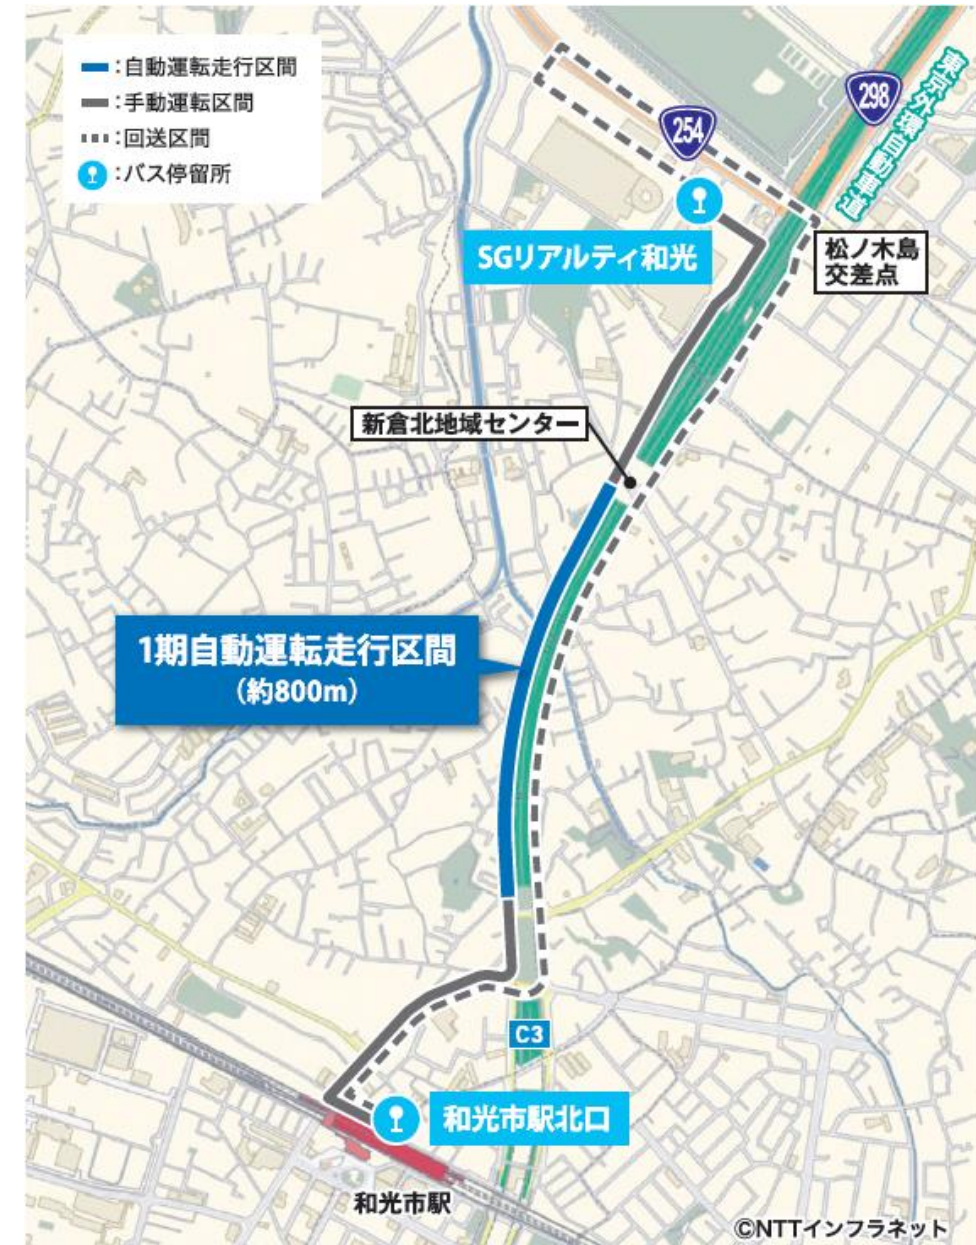 ：自動運転走行区間
：手動運転区間
：回送区間
：バス停留所
254
298
東京外環自動車道
SGリアルティ和光
松ノ木島
交差点
新倉北地域センター
1期自動運転走行区間
（約800m）
C3
和光市駅北口
和光市駅
©NTTインフラネット